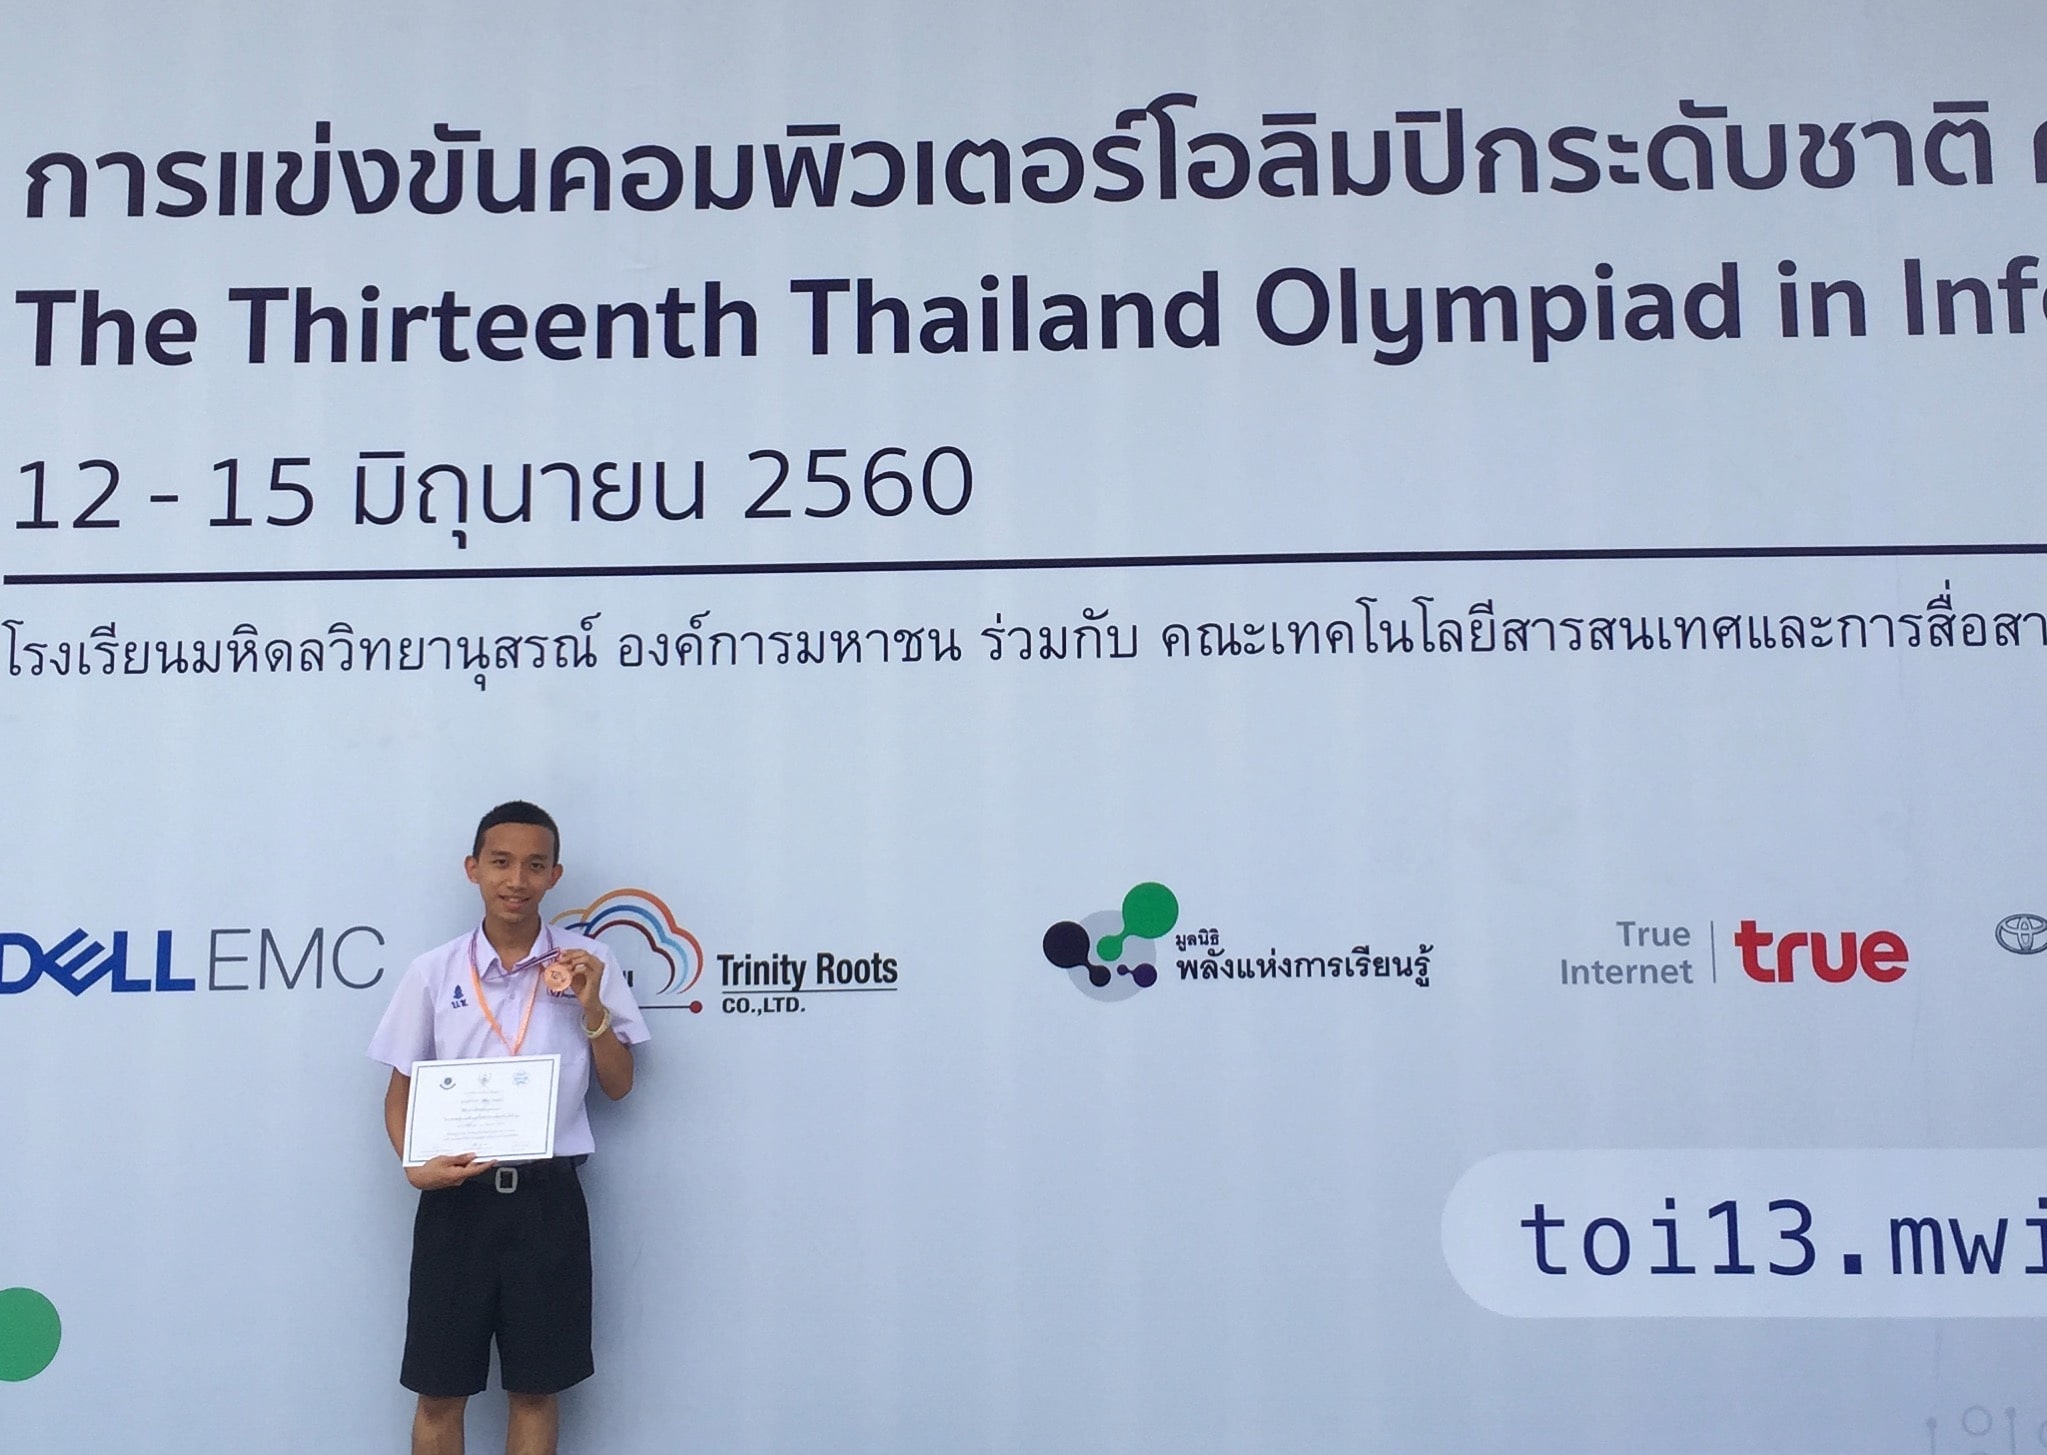 การแข่งขันคอมพิวเตอร์โอลิมปิกระดับชาติ
The Thirteenth Thailand Olympiad in Info
12 - 15 มิถุนายน 2560
โรงเรียนมหิดลวิทยานุสรณ์ องค์การมหาชน ร่วมกับ คณะเทคโนโลยีสารสนเทศและการสื่อสา
DELL EMC
Trinity Roots
CO.,LTD.
มูลนิธิ
พลังแห่งการเรียนรู้
True
Internet
true
toi13.mwi